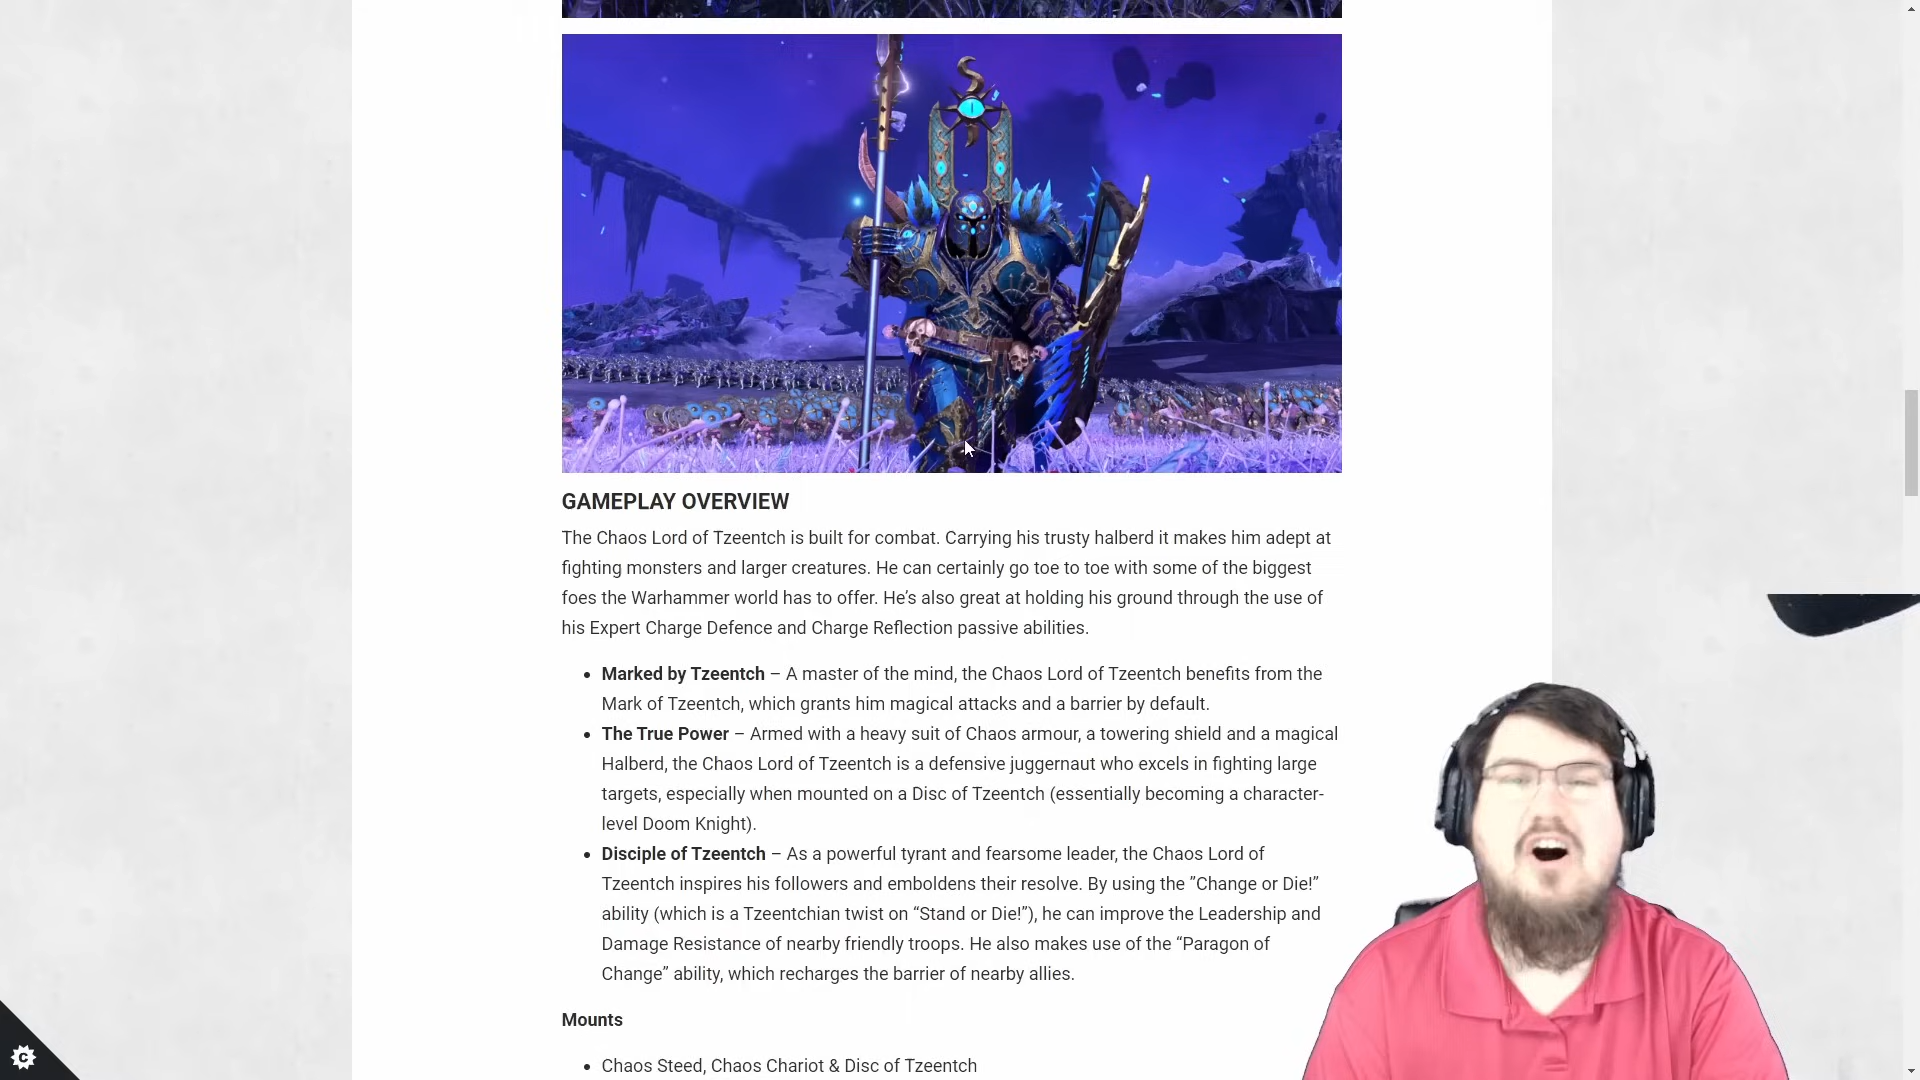 GAMEPLAY OVERVIEW
The Chaos Lord of Tzeentch is built for combat. Carrying his trusty halberd it makes him adept at
fighting monsters and larger creatures. He can certainly go toe to toe with some of the biggest
foes the Warhammer world has to offer. He’s also great at holding his ground through the use of
his Expert Charge Defence and Charge Reflection passive abilities.
• Marked by Tzeentch – A master of the mind, the Chaos Lord of Tzeentch benefits from the
Mark of Tzeentch, which grants him magical attacks and a barrier by default.
• The True Power – Armed with a heavy suit of Chaos armour, a towering shield and a magical
Halberd, the Chaos Lord of Tzeentch is a defensive juggernaut who excels in fighting large
targets, especially when mounted on a Disc of Tzeentch (essentially becoming a character-
level Doom Knight).
• Disciple of Tzeentch – As a powerful tyrant and fearsome leader, the Chaos Lord of
Tzeentch inspires his followers and emboldens their resolve. By using the ”Change or Die!”
ability (which is a Tzeentchian twist on “Stand or Die!”), he can improve the Leadership and
Damage Resistance of nearby friendly troops. He also makes use of the “Paragon of
Change” ability, which recharges the barrier of nearby allies.
Mounts
• Chaos Steed, Chaos Chariot & Disc of Tzeentch
C